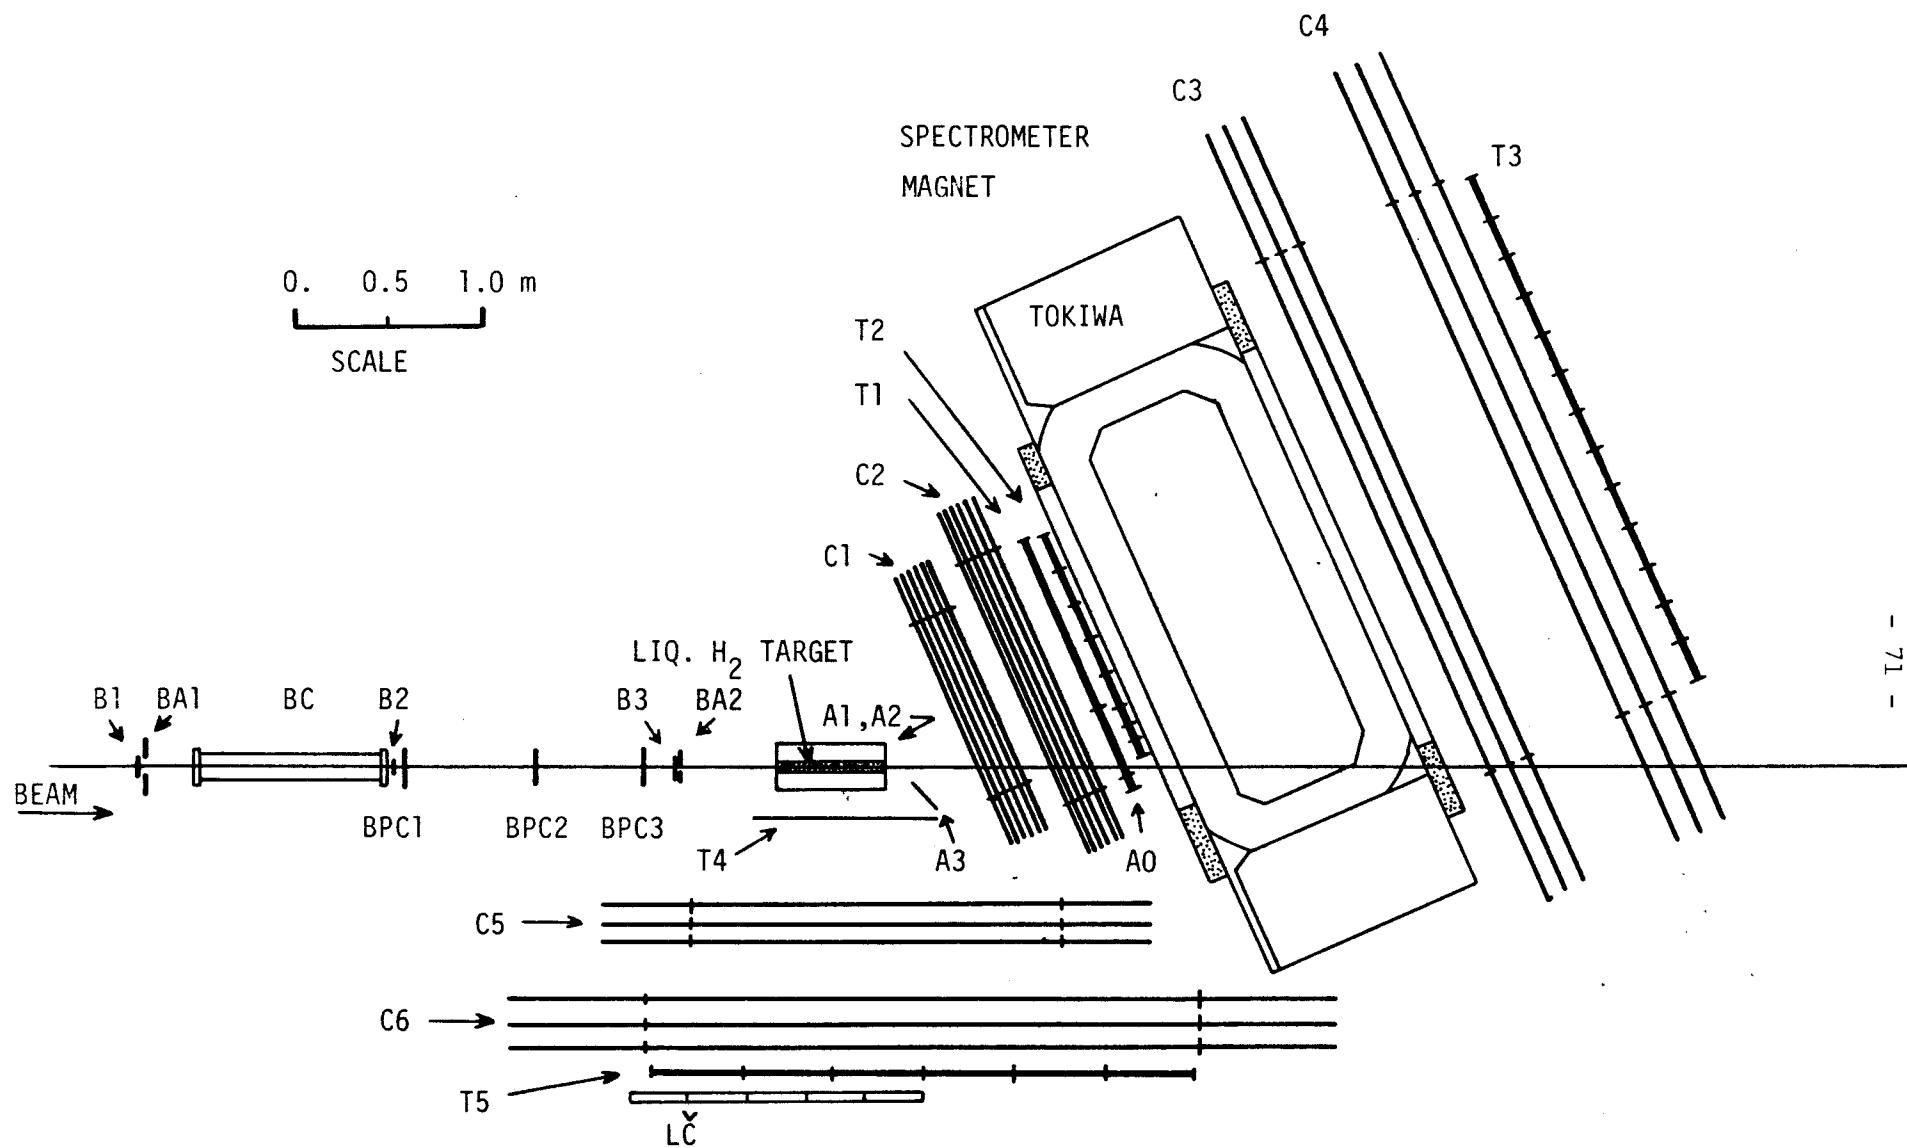 C4
C3
SPECTROMETER
MAGNET
T3
0. 0.5 1.0 m
SCALE
TOKIWA
T2
T1
C2
C1
LIQ. H2 TARGET
B1 BA1 BC B2 B3 BA2 A1,A2
BEAM
BPC1 BPC2 BPC3 T4 A3 A0
C5
C6
T5
LČ
- 71 -